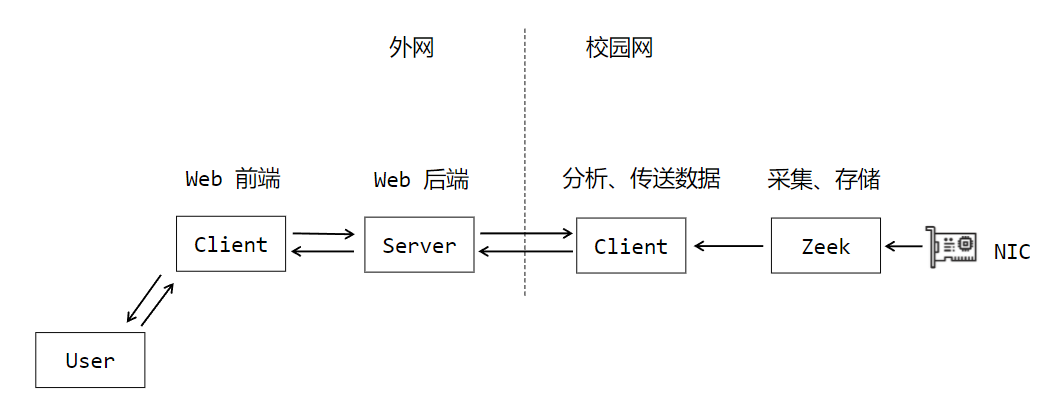 外网
校园网
Web 前端
Web 后端
分析、传送数据
采集、存储
Client
Server
Client
Zeek
NIC
User